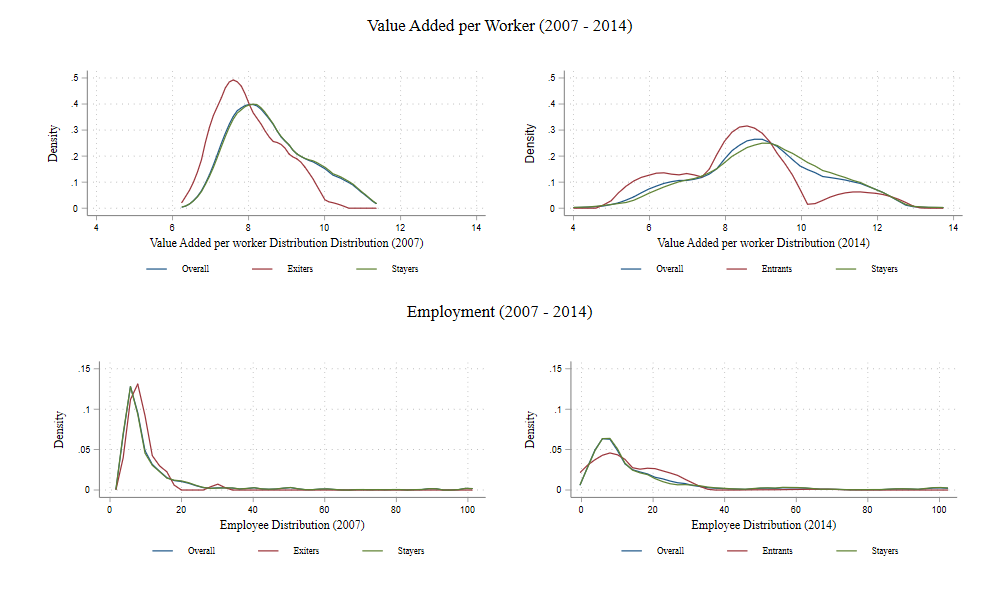 Value Added per Worker (2007 - 2014)
.5
.4
.3
.2
.1
0
Density
4 6 8 10 12 14
Value Added per worker Distribution Distribution (2007)
Overall Exiters Stayers
.5
.4
.3
.2
.1
0
Density
4 6 8 10 12 14
Value Added per worker Distribution (2014)
Overall Entrants Stayers
Employment (2007 - 2014)
.15
.1
.05
0
Density
0 20 40 60 80 100
Employee Distribution (2007)
Overall Exiters Stayers
.15
.1
.05
0
Density
0 20 40 60 80 100
Employee Distribution (2014)
Overall Entrants Stayers